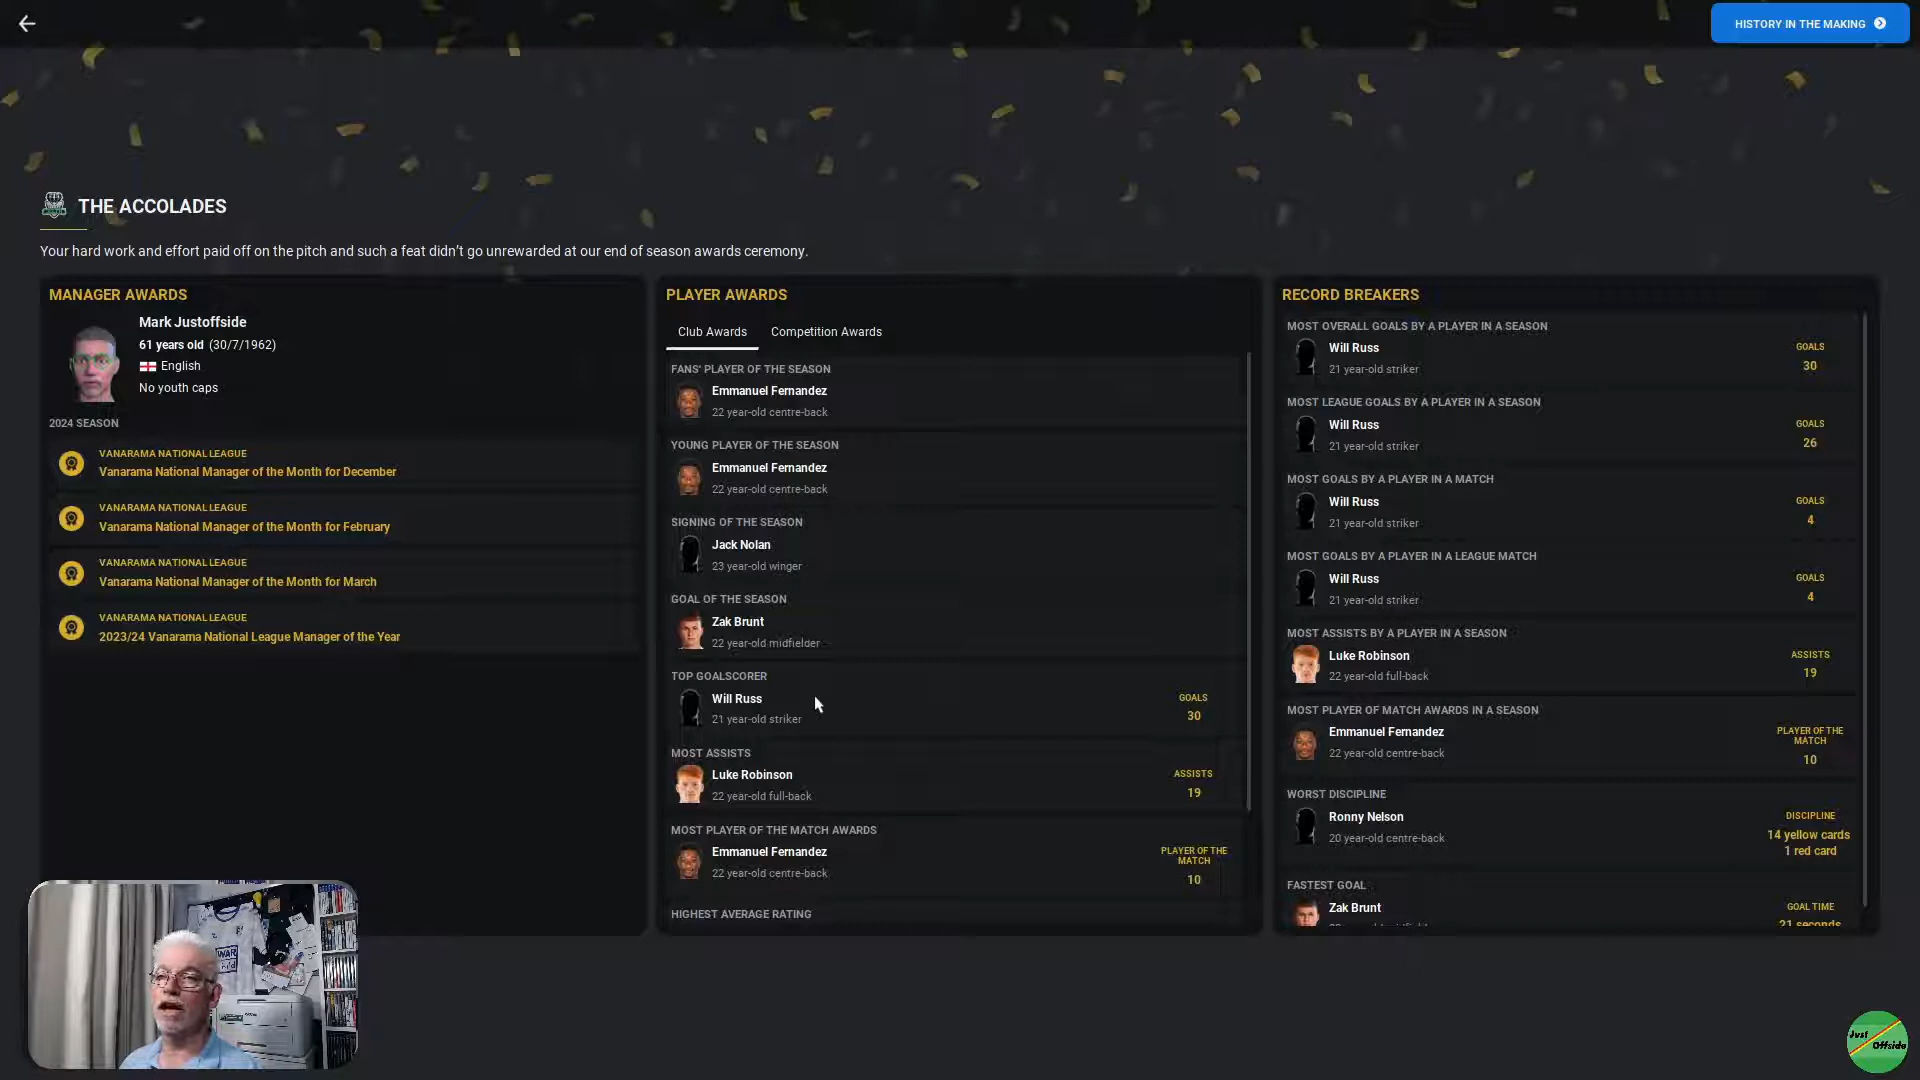 HISTORY IN THE MAKING
THE ACCOLADES
Your hard work and effort paid off on the pitch and such a feat didn't go unrewarded at our end of season awards ceremony.
MANAGER AWARDS
Mark Justoffside
61 years old (30/7/1962)
English
No youth caps
2024 SEASON
VANARAMA NATIONAL LEAGUE
Vanarama National Manager of the Month for December
VANARAMA NATIONAL LEAGUE
Vanarama National Manager of the Month for February
VANARAMA NATIONAL LEAGUE
Vanarama National Manager of the Month for March
VANARAMA NATIONAL LEAGUE
2023/24 Vanarama National League Manager of the Year
PLAYER AWARDS
Club Awards Competition Awards
FANS' PLAYER OF THE SEASON
Emmanuel Fernandez
22 year-old centre-back
YOUNG PLAYER OF THE SEASON
Emmanuel Fernandez
22 year-old centre-back
SIGNING OF THE SEASON
Jack Nolan
23 year-old winger
GOAL OF THE SEASON
Zak Brunt
22 year-old midfielder
TOP GOALSCORER
Will Russ
21 year-old striker
GOALS
30
MOST ASSISTS
Luke Robinson
22 year-old full-back
ASSISTS
19
MOST PLAYER OF THE MATCH AWARDS
Emmanuel Fernandez
22 year-old centre-back
PLAYER OF THE
MATCH
10
HIGHEST AVERAGE RATING
RECORD BREAKERS
MOST OVERALL GOALS BY A PLAYER IN A SEASON
Will Russ
21 year-old striker
GOALS
30
MOST LEAGUE GOALS BY A PLAYER IN A SEASON
Will Russ
21 year-old striker
GOALS
26
MOST GOALS BY A PLAYER IN A MATCH
Will Russ
21 year-old striker
GOALS
4
MOST GOALS BY A PLAYER IN A LEAGUE MATCH
Will Russ
21 year-old striker
GOALS
4
MOST ASSISTS BY A PLAYER IN A SEASON
Luke Robinson
22 year-old full-back
ASSISTS
19
MOST PLAYER OF MATCH AWARDS IN A SEASON
Emmanuel Fernandez
22 year-old centre-back
PLAYER OF THE
MATCH
10
WORST DISCIPLINE
Ronny Nelson
20 year-old centre-back
DISCIPLINE
14 yellow cards
1 red card
FASTEST GOAL
Zak Brunt
GOAL TIME
21 seconds
WAR
Just
Offside